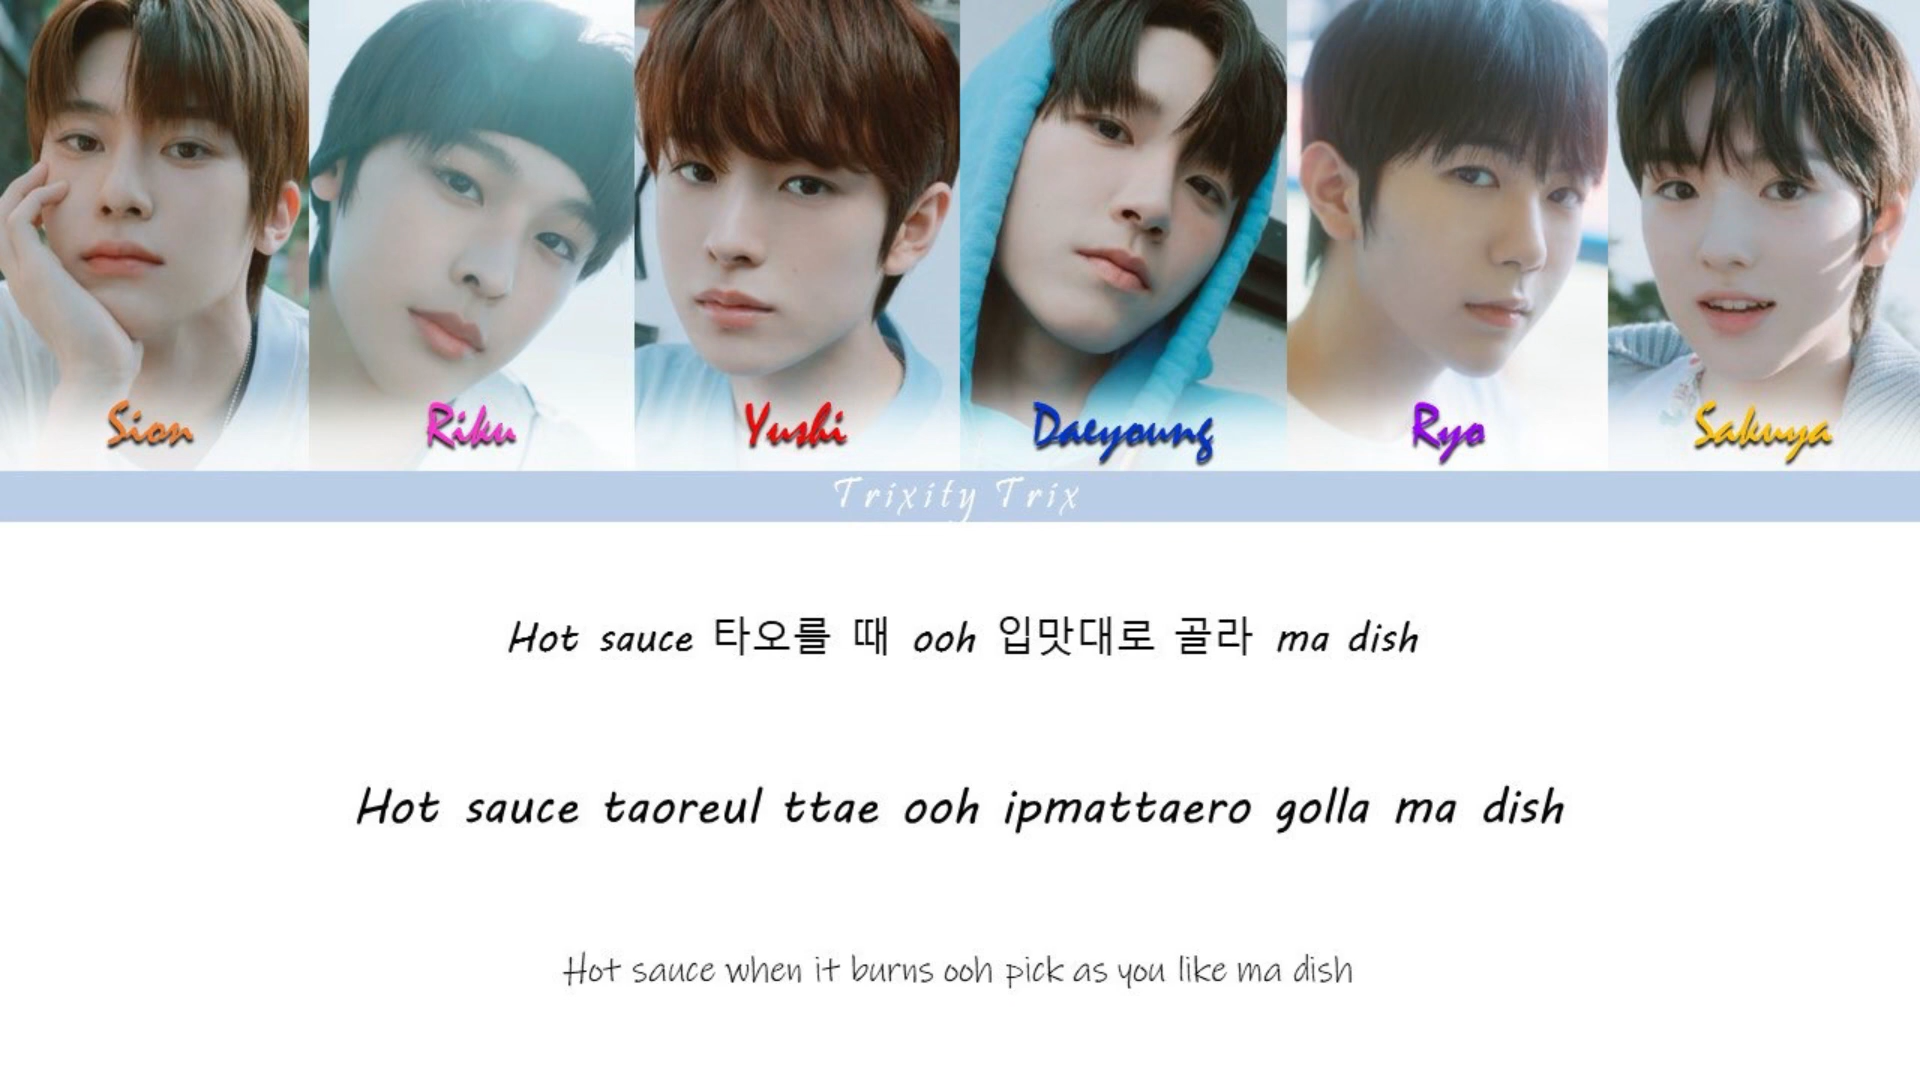 Sion Riku Yushi Daeyoung Ryo Sakuya
Trixity Trix
Hot sauce 타오를 때 ooh 입맛대로 골라 ma dish
Hot sauce taoreul ttae ooh ipmattaero golla ma dish
Hot sauce when it burns ooh pick as you like ma dish